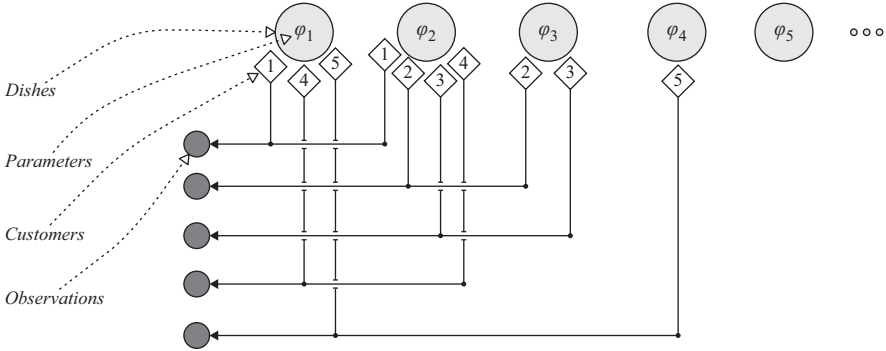 φ1 φ2 φ3 φ4 φ5
1 4 5 1 2 3 4 2 3 5
Dishes
Parameters
Customers
Observations